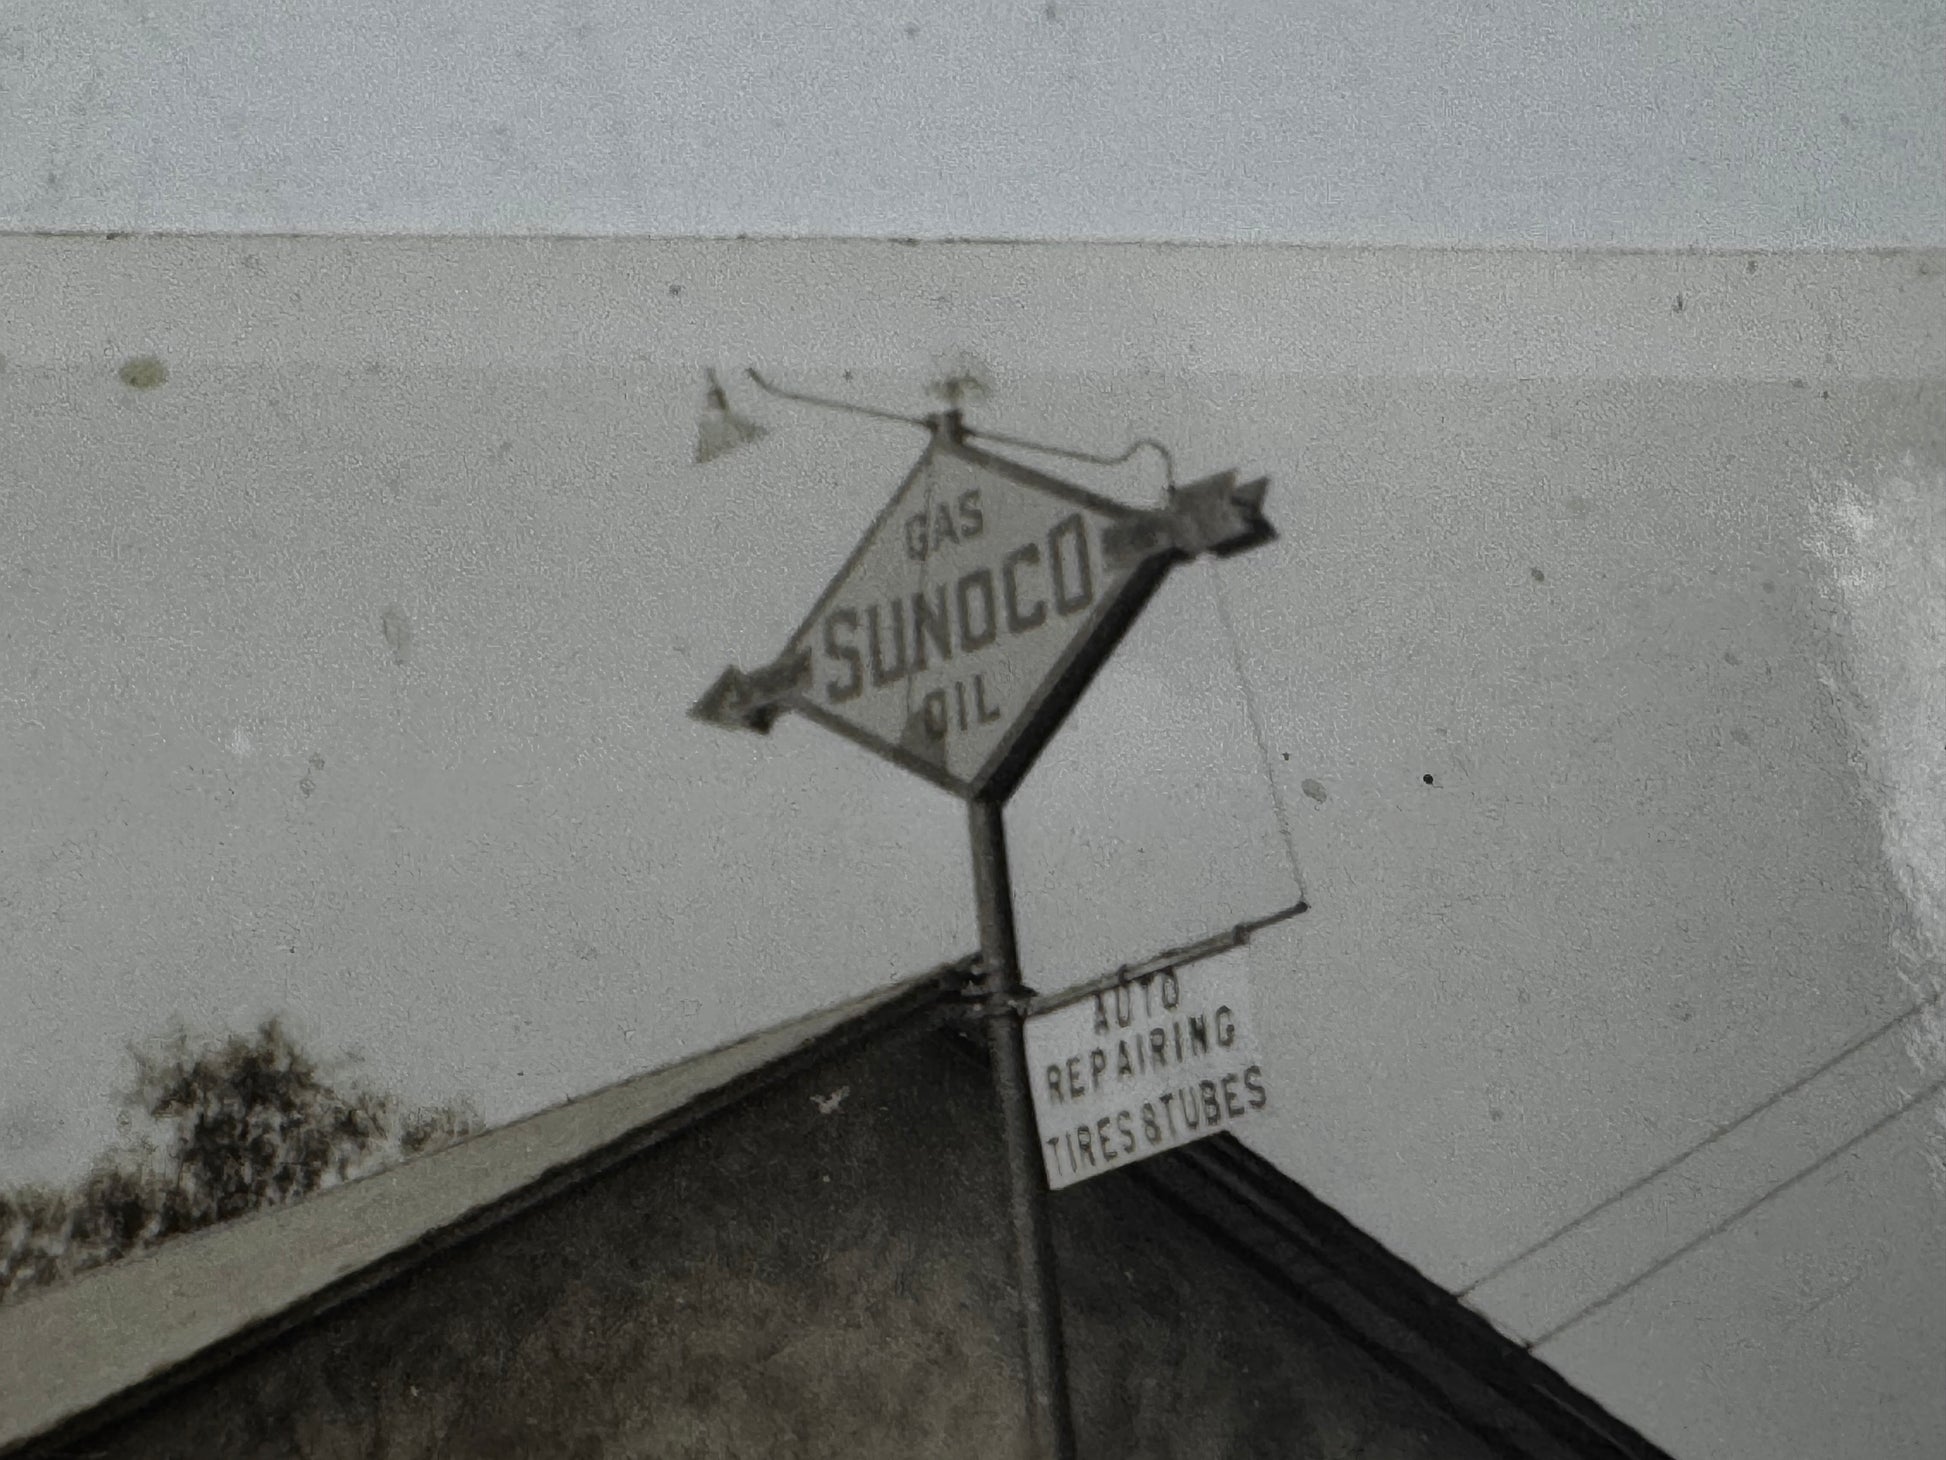 GAS
SUNOCO
OIL
AUTO
REPAIRING
TIRES & TUBES